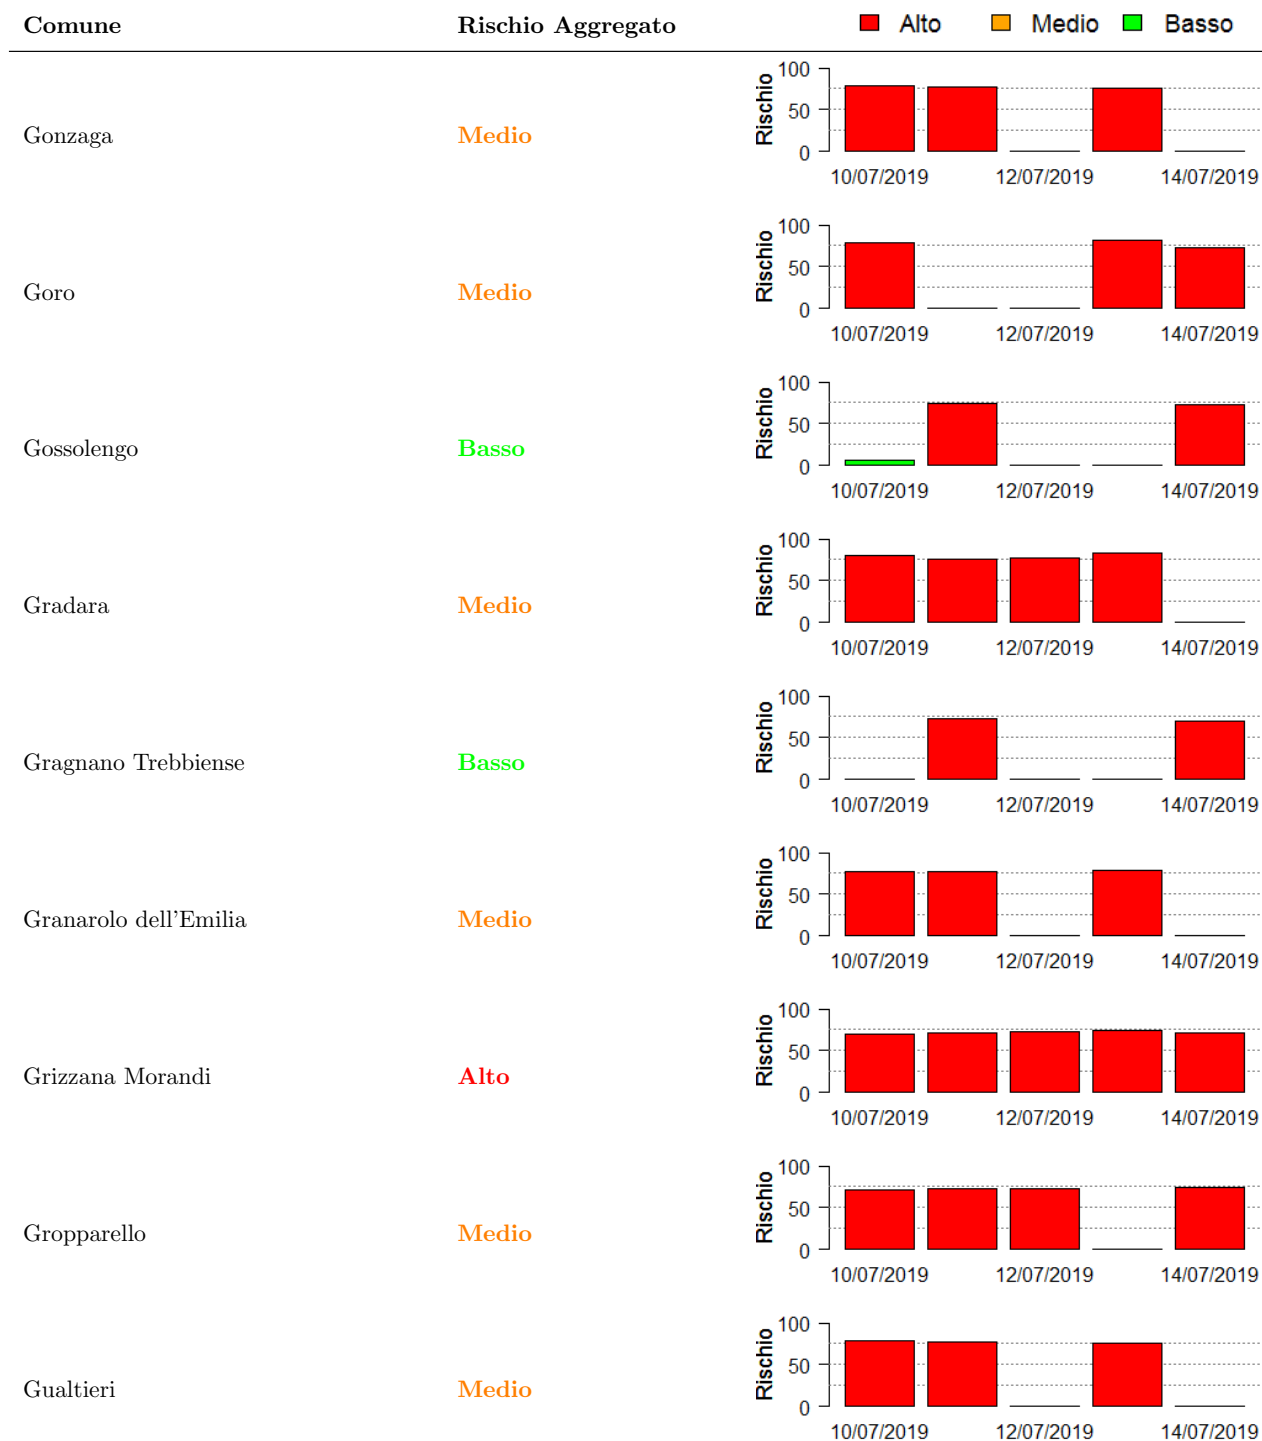 Comune Rischio Aggregato Alto Medio Basso
Gonzaga Medio Rischio 100 50 0
10/07/2019 12/07/2019 14/07/2019
Goro Medio Rischio 100 50 0
10/07/2019 12/07/2019 14/07/2019
Gossolengo Basso Rischio 100 50 0
10/07/2019 12/07/2019 14/07/2019
Gradara Medio Rischio 100 50 0
10/07/2019 12/07/2019 14/07/2019
Gragnano Trebbiense Basso Rischio 100 50 0
10/07/2019 12/07/2019 14/07/2019
Granarolo dell'Emilia Medio Rischio 100 50 0
10/07/2019 12/07/2019 14/07/2019
Grizzana Morandi Alto Rischio 100 50 0
10/07/2019 12/07/2019 14/07/2019
Gropparello Medio Rischio 100 50 0
10/07/2019 12/07/2019 14/07/2019
Gualtieri Medio Rischio 100 50 0
10/07/2019 12/07/2019 14/07/2019